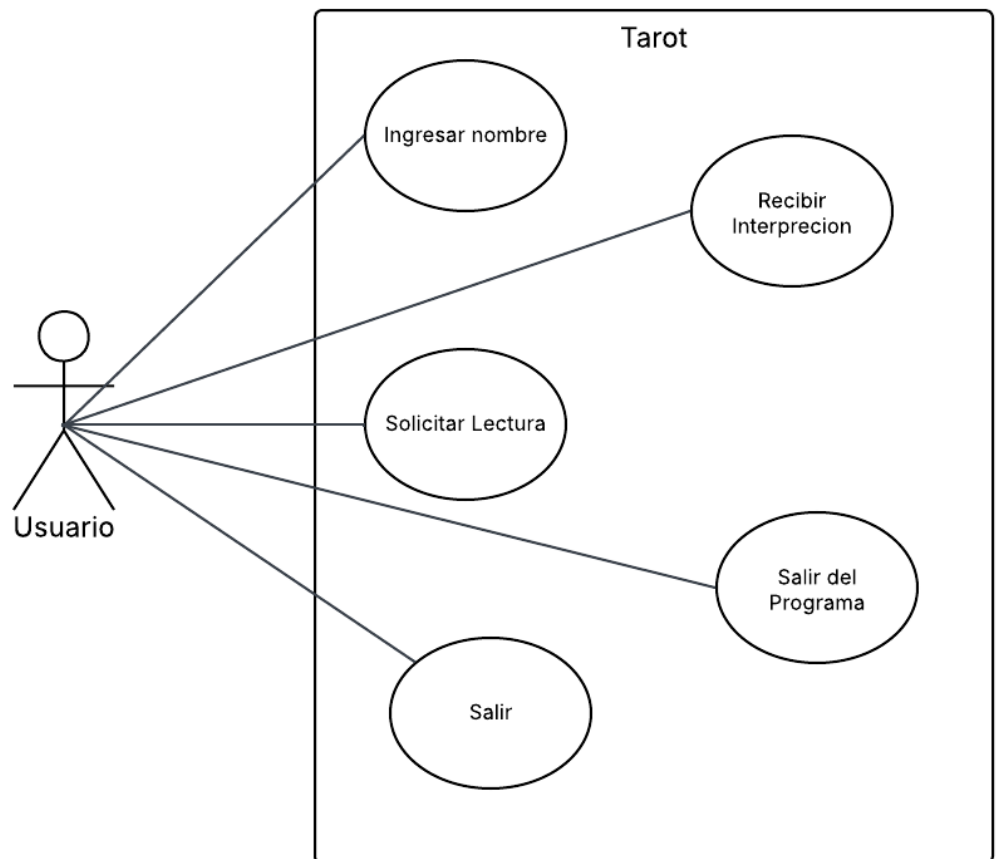 Tarot
Ingresar nombre
Recibir
Interprecion
Solicitar Lectura
Usuario
Salir del
Programa
Salir